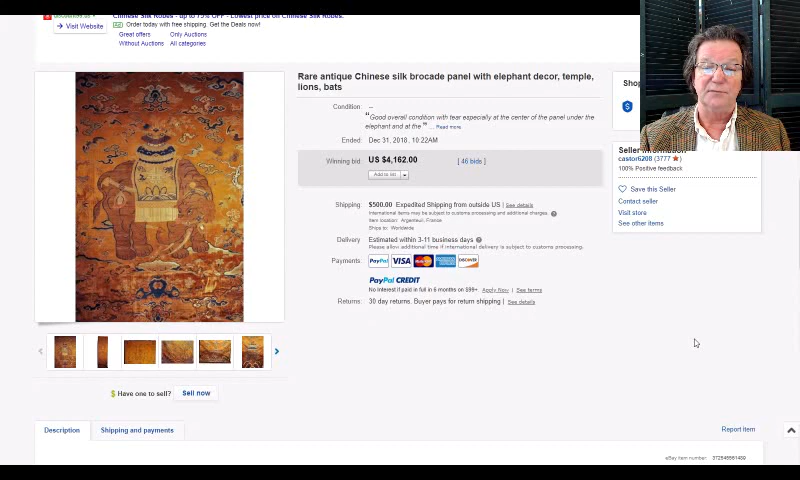 Chinese Silk Robes - up to 75% OFF - Lowest price on Chinese Silk Robes.
Visit Website
Ad Order today with free shipping. Get the Deals now!
Great offers Only Auctions
Without Auctions All categories
Rare antique Chinese silk brocade panel with elephant decor, temple,
lions, bats
Condition: --
“Good overall condition with tear especially at the center of the panel under the
elephant and at the ” ... Read more
Ended: Dec 31, 2018 , 10:22AM
Winning bid: US $4,162.00 [ 46 bids ]
Add to list
Shipping: $500.00 Expedited Shipping from outside US | See details
International items may be subject to customs processing and additional charges.
Item location: Argenteuil, France
Ships to: Worldwide
Delivery: Estimated within 3-11 business days
Please allow additional time if international delivery is subject to customs processing.
Payments: PayPal VISA MasterCard DISCOVER
PayPal CREDIT
No Interest if paid in full in 6 months on $99+. Apply Now | See terms
Returns: 30 day returns. Buyer pays for return shipping | See details
Shop
$
Seller information
castor6208 (3777 )
100% Positive feedback
Save this Seller
Contact seller
Visit store
See other items
$ Have one to sell? Sell now
Description Shipping and payments
Report item
eBay item number: